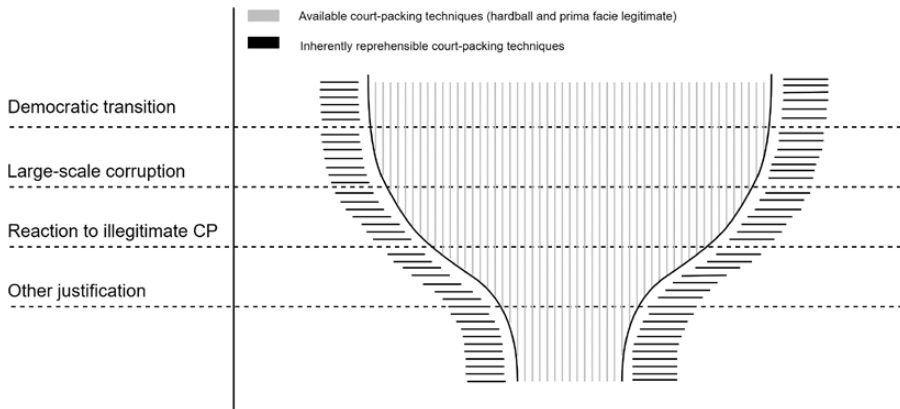 Available court-packing techniques (hardball and prima facie legitimate)
Inherently reprehensible court-packing techniques
Democratic transition
Large-scale corruption
Reaction to illegitimate CP
Other justification